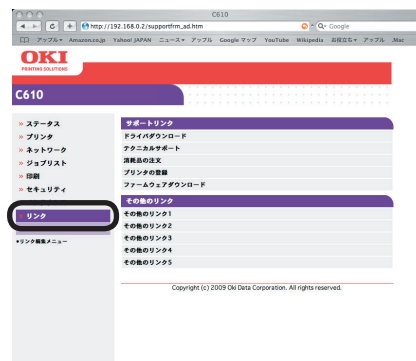 C610
http://192.168.0.2/supportfrm_ad.htm
Q- Google
アップル▾ Amazon.co.jp Yahoo! JAPAN ニュース▾ アップル Google マップ YouTube Wikipedia お役立ち▾ アップル Mac
OKI
PRINTING SOLUTIONS
C610
» ステータス
» プリンタ
» ネットワーク
» ジョブリスト
» 印刷
» セキュリティ
» リンク
•リンク編集メニュー
サポートリンク
ドライバダウンロード
テクニカルサポート
消耗品の注文
プリンタの登録
ファームウェアダウンロード
その他のリンク
その他のリンク1
その他のリンク2
その他のリンク3
その他のリンク4
その他のリンク5
Copyright (c) 2009 Oki Data Corporation. All rights reserved.